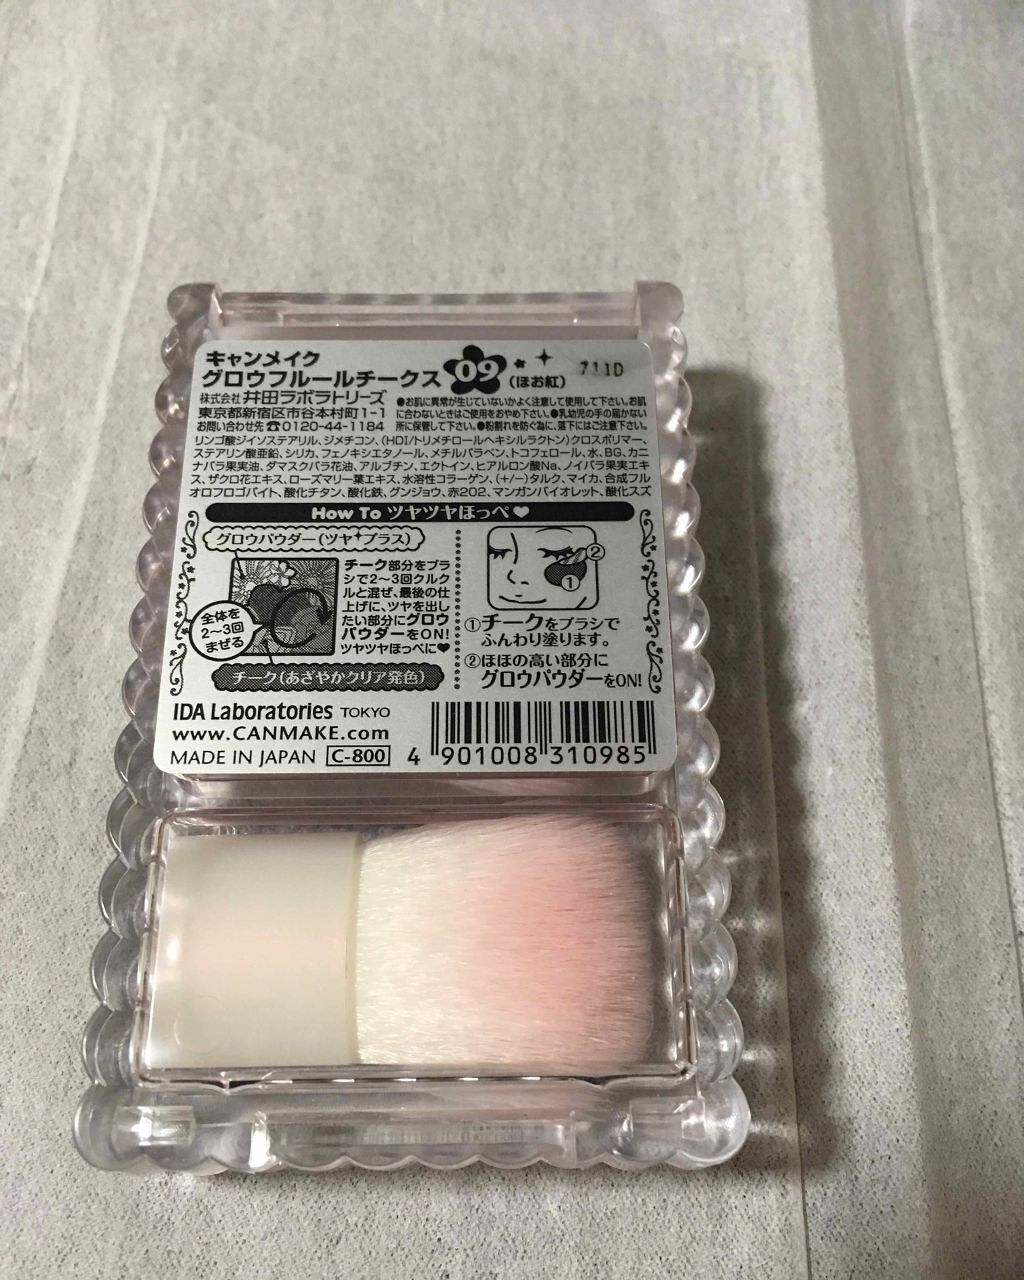 キャンメイク
グロウフルールチークス 09 (ほお紅) 711D
株式会社 井田ラボラトリーズ
東京都新宿区市谷本村町1-1
お問い合わせ先 ☎0120-44-1184
●お肌に異常が生じていないかよく注意して使用して下さい。お肌
に合わないときはご使用をおやめ下さい。●乳幼児の手の届かない
所に保管して下さい。●粉割れを防ぐ為に、落下にはご注意下さい。
リンゴ酸ジイソステアリル、ジメチコン、(HDI/トリメチロールヘキシルラクトン)クロスポリマー、
ステアリン酸亜鉛、シリカ、フェノキシエタノール、メチルパラベン、トコフェロール、水、BG、カニ
ナバラ果実油、ダマスクバラ花油、アルブチン、エクトイン、ヒアルロン酸Na、ノイバラ果実エキ
ス、ザクロ花エキス、ローズマリー葉エキス、水溶性コラーゲン、(+/-)タルク、マイカ、合成フル
オロフロゴパイト、酸化チタン、酸化鉄、グンジョウ、赤202、マンガンバイオレット、酸化スズ
How To ツヤツヤほっぺ♥
グロウパウダー(ツヤ✦プラス)
全体を
2〜3回
まぜる
チーク(あざやかクリア発色)
チーク部分をブラ
シで2〜3回クルク
ルと混ぜ、最後の仕
上げに、ツヤを出し
たい部分にグロウ
パウダーをON!
ツヤツヤほっぺに♥
②
①
①チークをブラシで
ふんわり塗ります。
②ほほの高い部分に
グロウパウダーをON!
IDA Laboratories TOKYO
www.CANMAKE.com
MADE IN JAPAN C-800
4 901008 310985